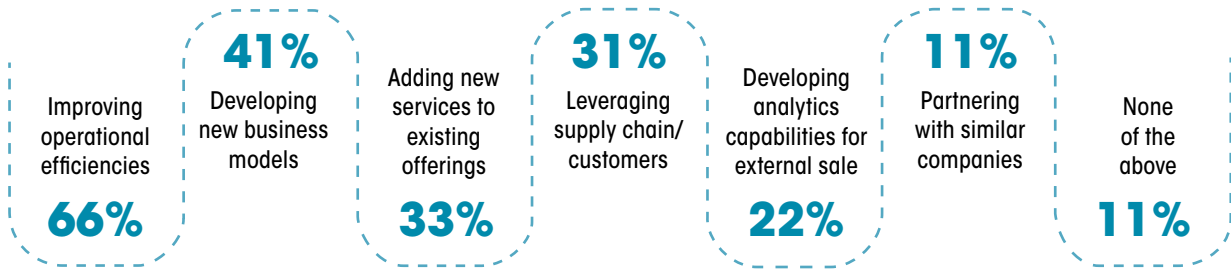 Improving
operational
efficiencies
66%
41%
Developing
new business
models
Adding new
services to
existing
offerings
33%
31%
Leveraging
supply chain/
customers
Developing
analytics
capabilities for
external sale
22%
11%
Partnering
with similar
companies
None
of the
above
11%